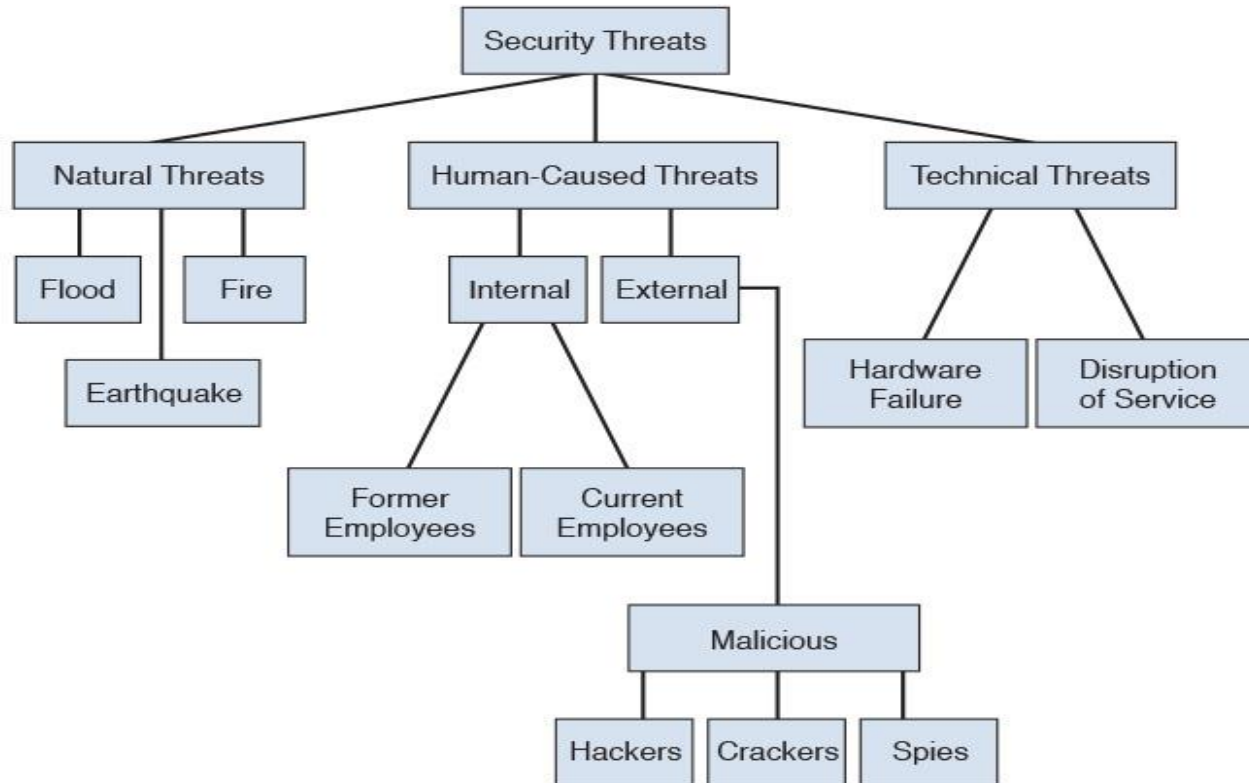 Security Threats
Natural Threats
Human-Caused Threats
Technical Threats
Flood
Fire
Internal
External
Earthquake
Hardware
Failure
Disruption
of Service
Former
Employees
Current
Employees
Malicious
Hackers
Crackers
Spies